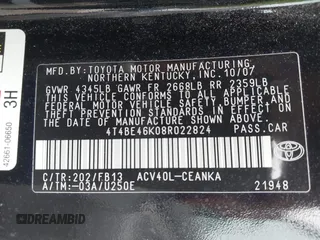 MFD. BY: TOYOTA MOTOR MANUFACTURING
NORTHERN KENTUCKY, INC. 10/07
GVWR 4345LB GAWR FR 2668LB RR 2359LB
THIS VEHICLE CONFORMS TO ALL APPLICABLE FEDERAL
MOTOR VEHICLE SAFETY, BUMPER, AND THEFT PREVENTION
STANDARDS IN EFFECT ON THE DATE OF MANUFACTURE
SHOWN ABOVE.
4T4BE46K08R022824 PASS.CAR
C/TR:202/FB13 ACV40L-CEANKA
A/TM:-03A/U250E 21948
TOYOTA
3H
42661-06650
DREAMBID